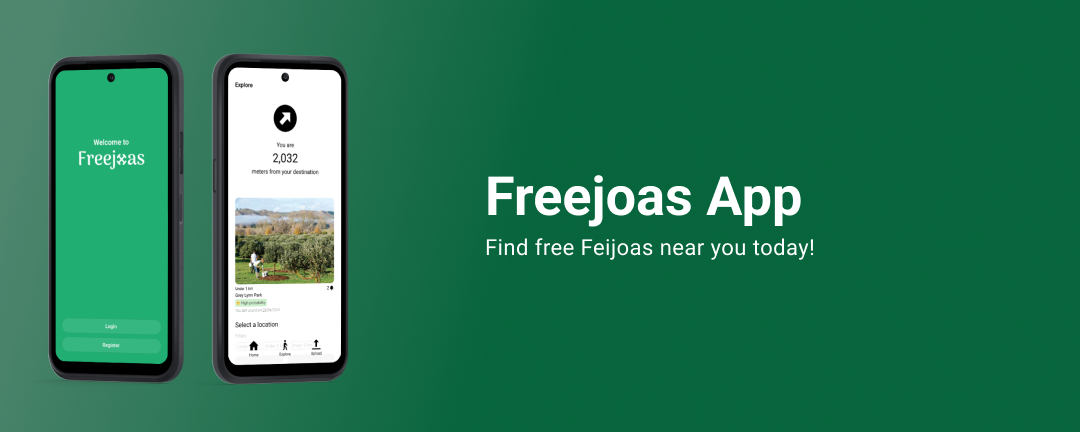 Welcome to
Freejoas
Login
Register
Explore
You are
2,032
meters from your destination
Under 1 km
2
Grey Lynn Park
High probability
Select a location
Home
Explore
Upload
Freejoas App
Find free Feijoas near you today!